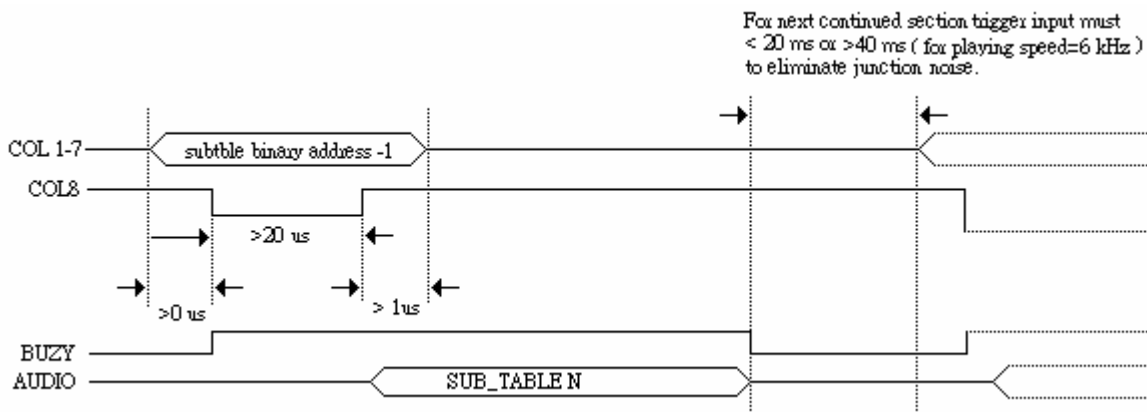 For next continued section trigger input must
< 20 ms or >40 ms ( for playing speed=6 kHz )
to eliminate junction noise.
COL 1-7
subtble binary address -1
COL8
>20 us
>0 us
> 1us
BUZY
AUDIO
SUB_TABLE N